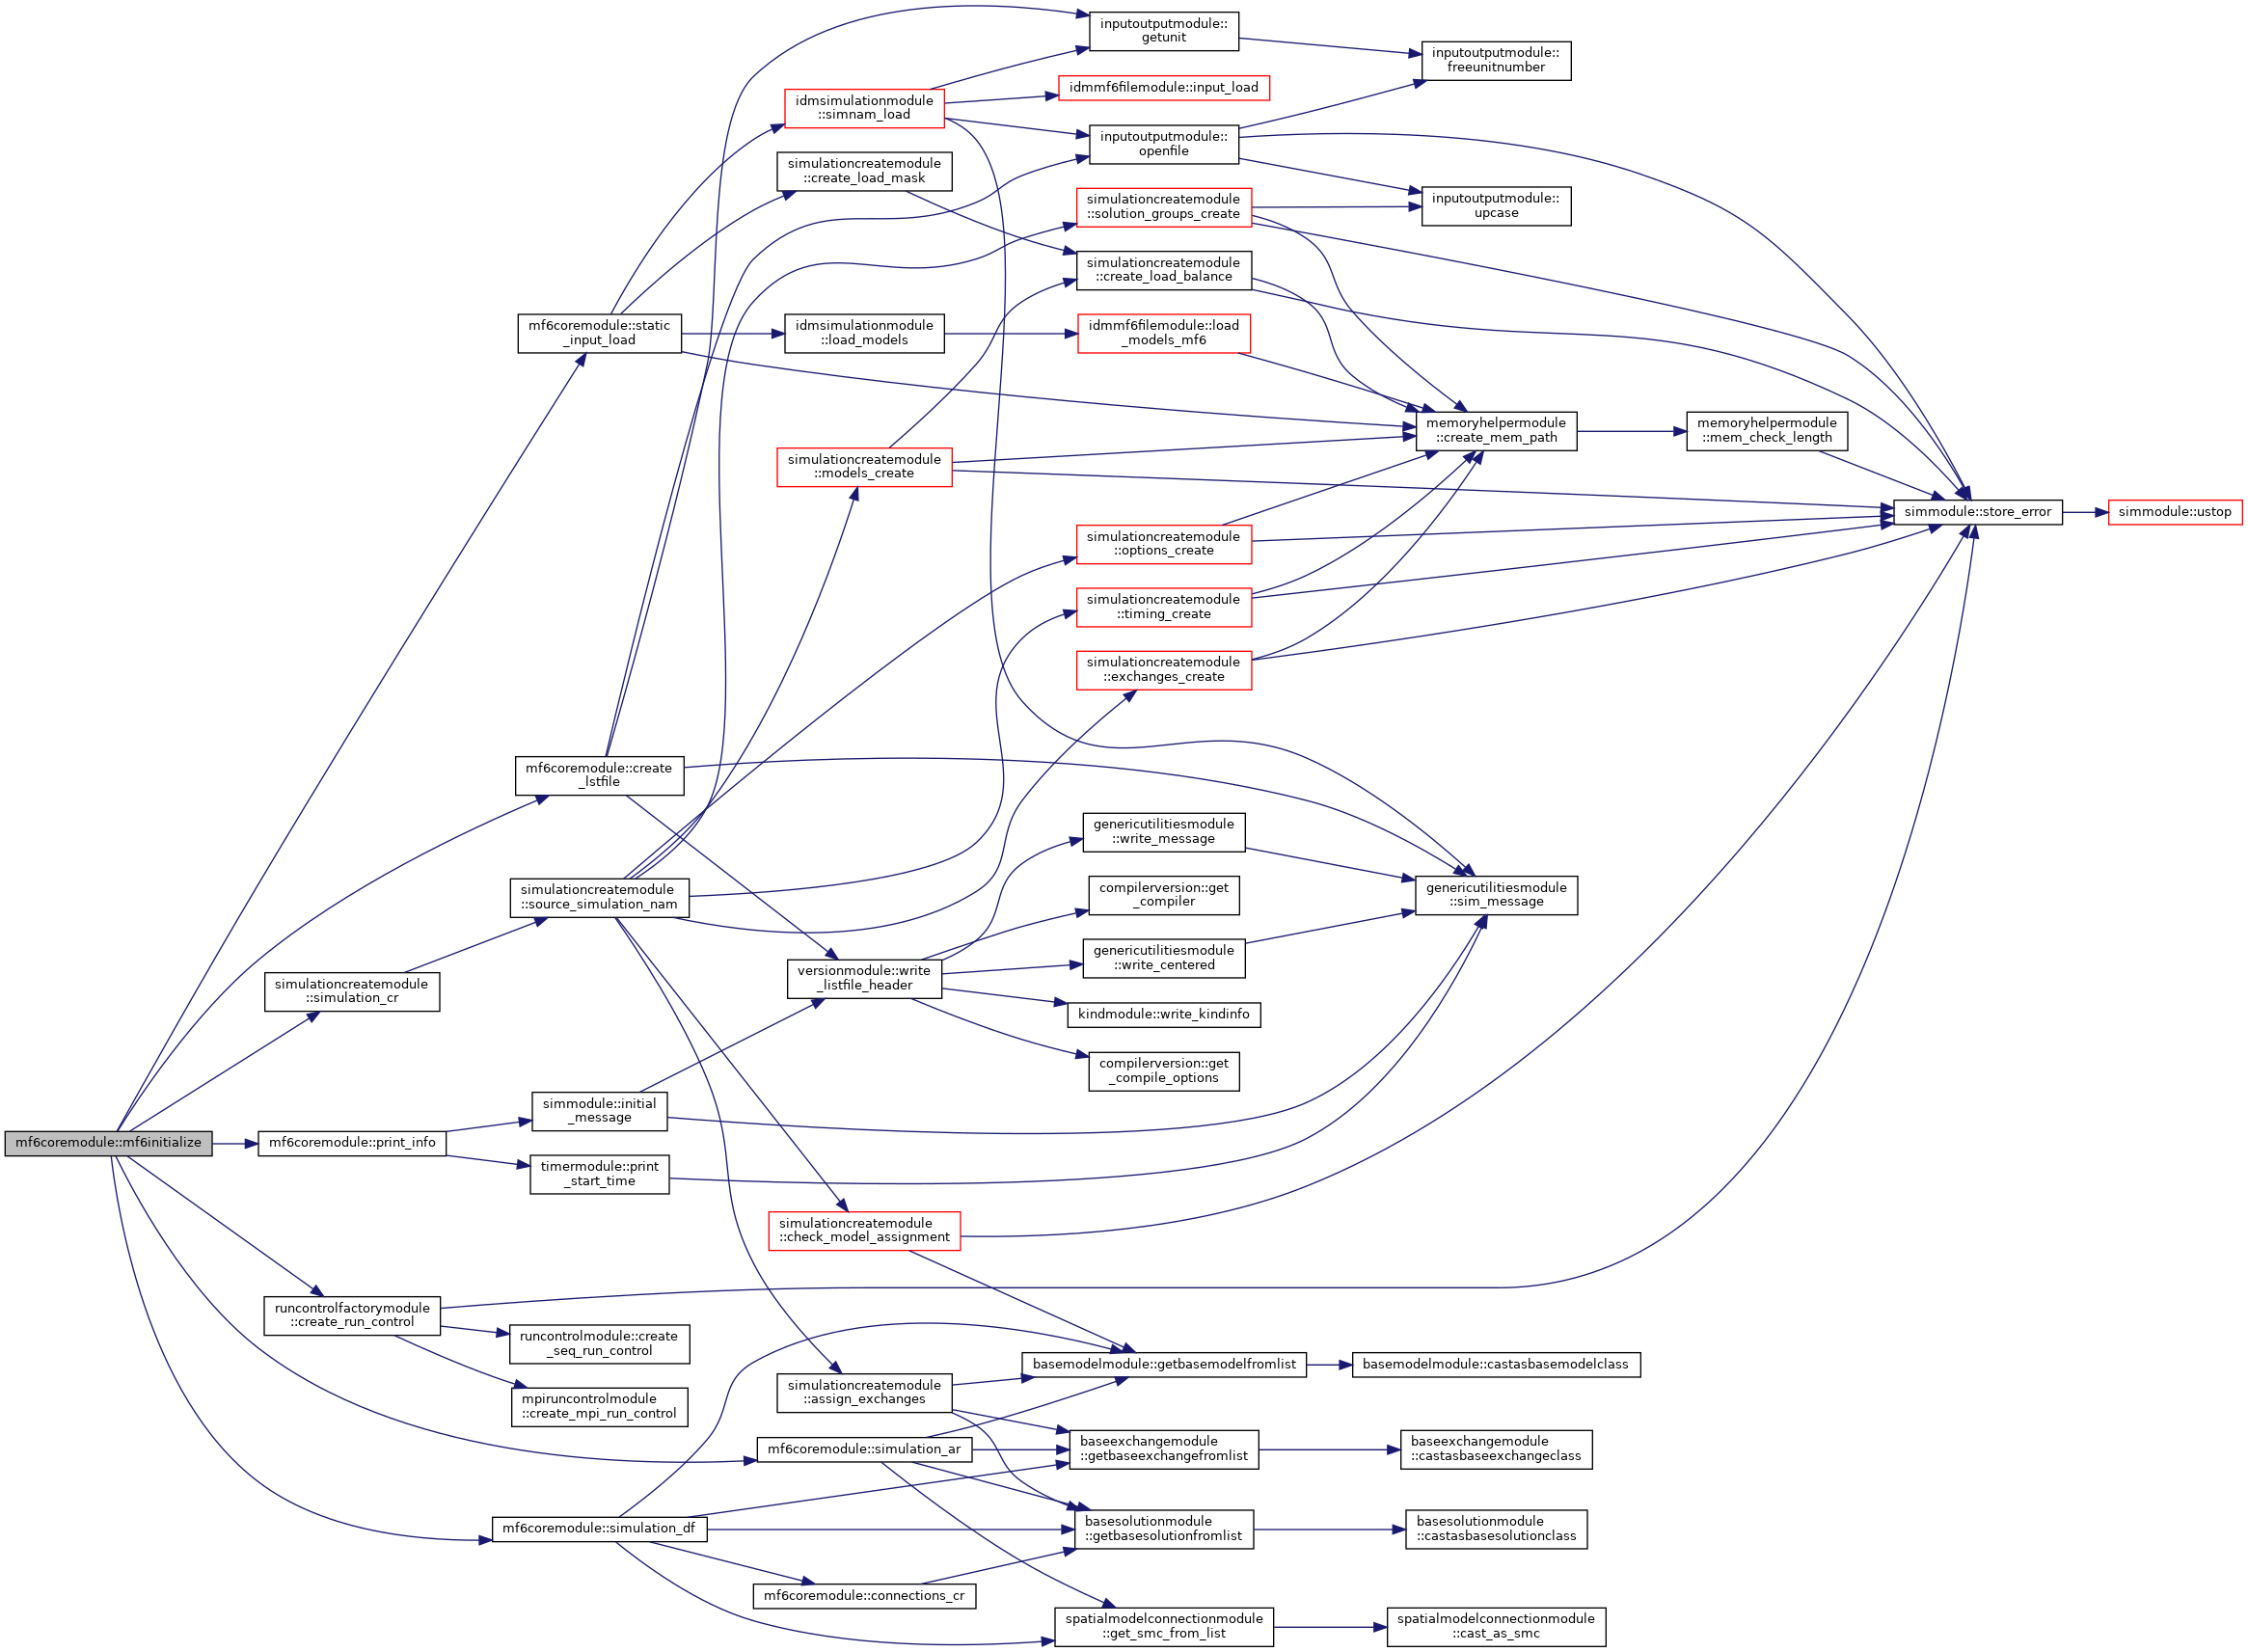 mf6coremodule::mf6initialize
mf6coremodule::static
_input_load
mf6coremodule::create
_lstfile
simulationcreatemodule
::simulation_cr
mf6coremodule::print_info
runcontrolfactorymodule
::create_run_control
simulationcreatemodule
::source_simulation_nam
simmodule::initial
_message
timermodule::print
_start_time
runcontrolmodule::create
_seq_run_control
mpiruncontrolmodule
::create_mpi_run_control
mf6coremodule::simulation_df
idmsimulationmodule
::simnam_load
simulationcreatemodule
::create_load_mask
idmsimulationmodule
::load_models
simulationcreatemodule
::models_create
versionmodule::write
_listfile_header
simulationcreatemodule
::check_model_assignment
simulationcreatemodule
::assign_exchanges
mf6coremodule::simulation_ar
mf6coremodule::connections_cr
inputoutputmodule::
getunit
idmmf6filemodule::input_load
inputoutputmodule::
openfile
simulationcreatemodule
::solution_groups_create
simulationcreatemodule
::create_load_balance
idmmf6filemodule::load
_models_mf6
simulationcreatemodule
::options_create
simulationcreatemodule
::timing_create
simulationcreatemodule
::exchanges_create
genericutilitiesmodule
::write_message
compilerversion::get
_compiler
genericutilitiesmodule
::write_centered
kindmodule::write_kindinfo
compilerversion::get
_compile_options
basemodelmodule::getbasemodelfromlist
baseexchangemodule
::getbaseexchangefromlist
basesolutionmodule
::getbasesolutionfromlist
spatialmodelconnectionmodule
::get_smc_from_list
inputoutputmodule::
freeunitnumber
inputoutputmodule::
upcase
memoryhelpermodule
::create_mem_path
genericutilitiesmodule
::sim_message
basemodelmodule::castasbasemodelclass
baseexchangemodule
::castasbaseexchangeclass
basesolutionmodule
::castasbasesolutionclass
spatialmodelconnectionmodule
::cast_as_smc
memoryhelpermodule
::mem_check_length
simmodule::store_error
simmodule::ustop